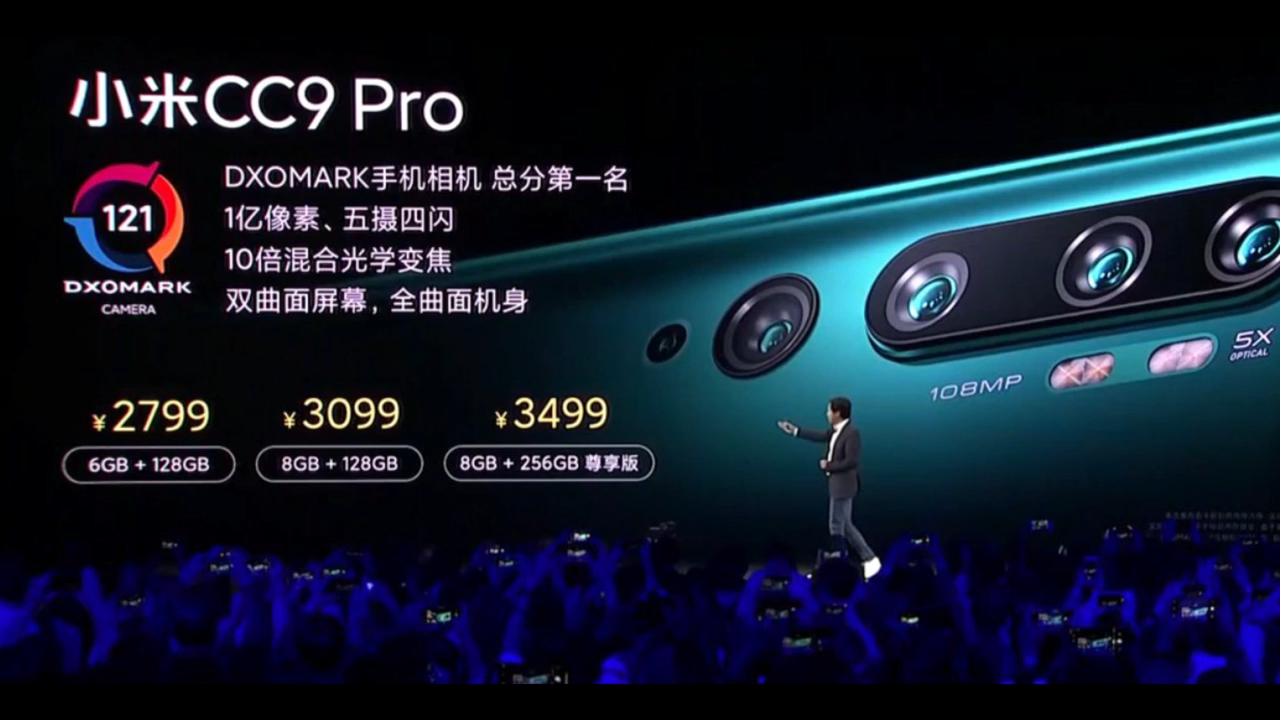 小米CC9 Pro
121
DXOMARK
CAMERA
DXOMARK手机相机 总分第一名
1亿像素、五摄四闪
10倍混合光学变焦
双曲面屏幕，全曲面机身
¥2799
¥3099
¥3499
6GB + 128GB
8GB + 128GB
8GB + 256GB 尊享版
108MP
5X
OPTICAL